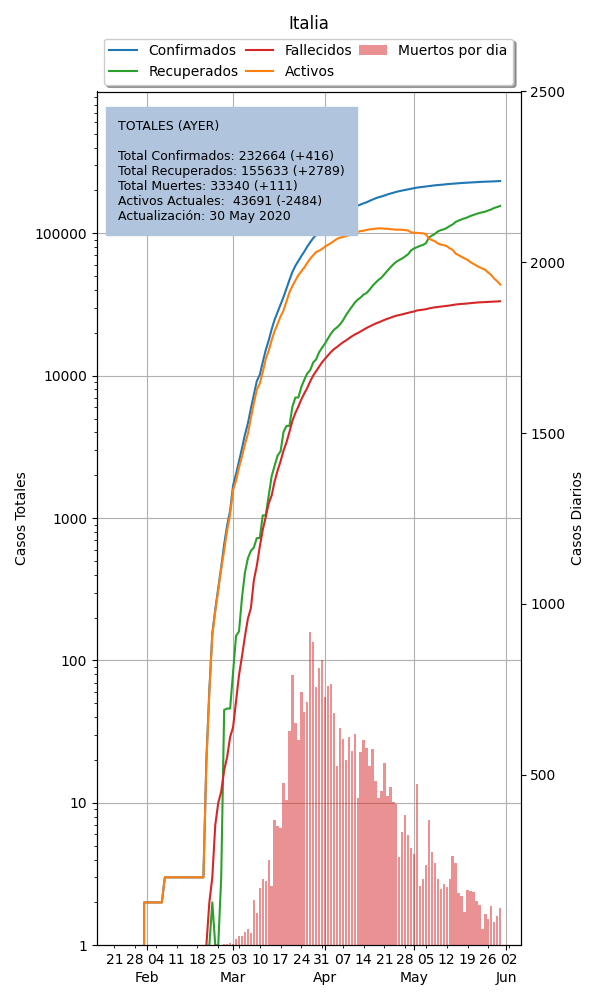 Italia
Confirmados
Recuperados
Fallecidos
Activos
Muertos por dia
TOTALES (AYER)
Total Confirmados: 232664 (+416)
Total Recuperados: 155633 (+2789)
Total Muertes: 33340 (+111)
Activos Actuales:  43691 (-2484)
Actualización: 30 May 2020
Casos Totales
100000
10000
1000
100
10
1
Casos Diarios
2500
2000
1500
1000
500
21 28 04 11 18 25 03 10 17 24 31 07 14 21 28 05 12 19 26 02
Feb Mar Apr May Jun